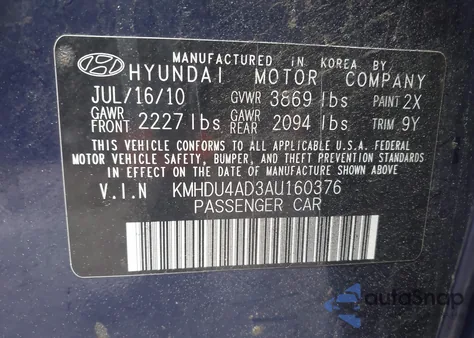 MANUFACTURED IN KOREA BY
HYUNDAI MOTOR COMPANY
JUL/16/10 GVWR 3869 lbs PAINT 2X
GAWR FRONT 2227 lbs GAWR REAR 2094 lbs TRIM 9Y
THIS VEHICLE CONFORMS TO ALL APPLICABLE U.S.A. FEDERAL
MOTOR VEHICLE SAFETY, BUMPER, AND THEFT PREVENTION STANDARDS
IN EFFECT ON THE DATE OF MANUFACTURE SHOWN ABOVE.
V.I.N KMHDU4AD3AU160376
PASSENGER CAR
autoSnap